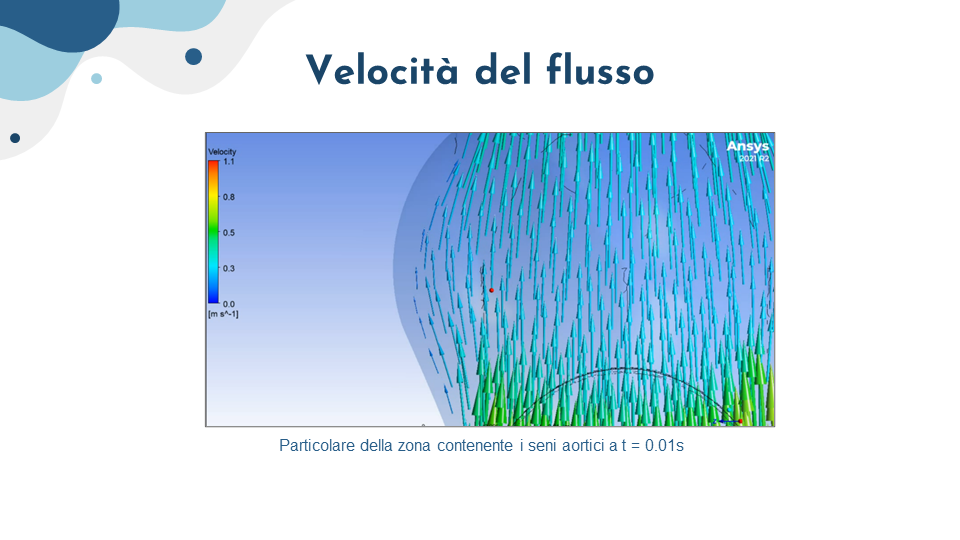 Velocità del flusso
Velocity
1.1
0.8
0.5
0.3
0.0
[m s^-1]
Ansys
2021 R2
Particolare della zona contenente i seni aortici a t = 0.01s